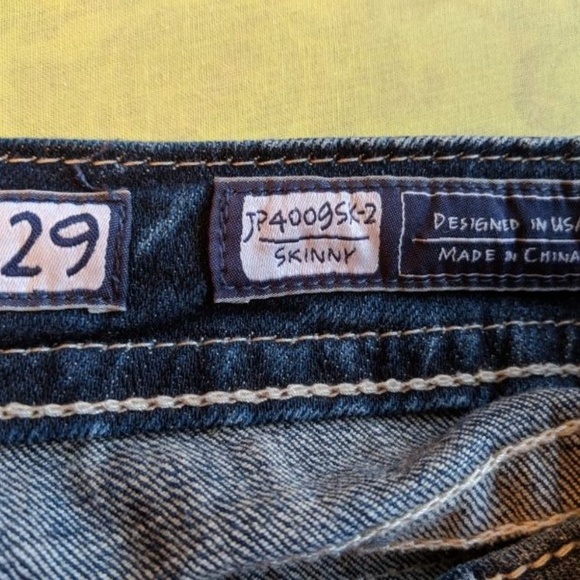 29
JP4009SK-2
SKINNY
DESIGNED IN USA
MADE IN CHINA